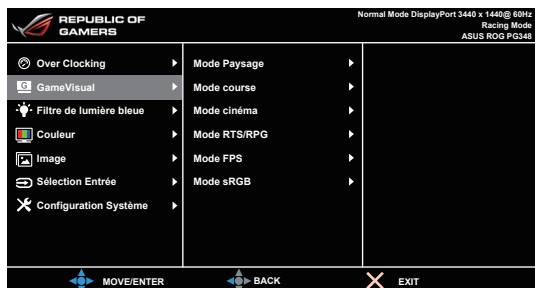 REPUBLIC OF
GAMERS
Normal Mode DisplayPort 3440 x 1440@ 60Hz
Racing Mode
ASUS ROG PG348
Over Clocking
G GameVisual
Filtre de lumière bleue
Couleur
Image
Sélection Entrée
Configuration Système
Mode Paysage
Mode course
Mode cinéma
Mode RTS/RPG
Mode FPS
Mode sRGB
MOVE/ENTER
BACK
EXIT